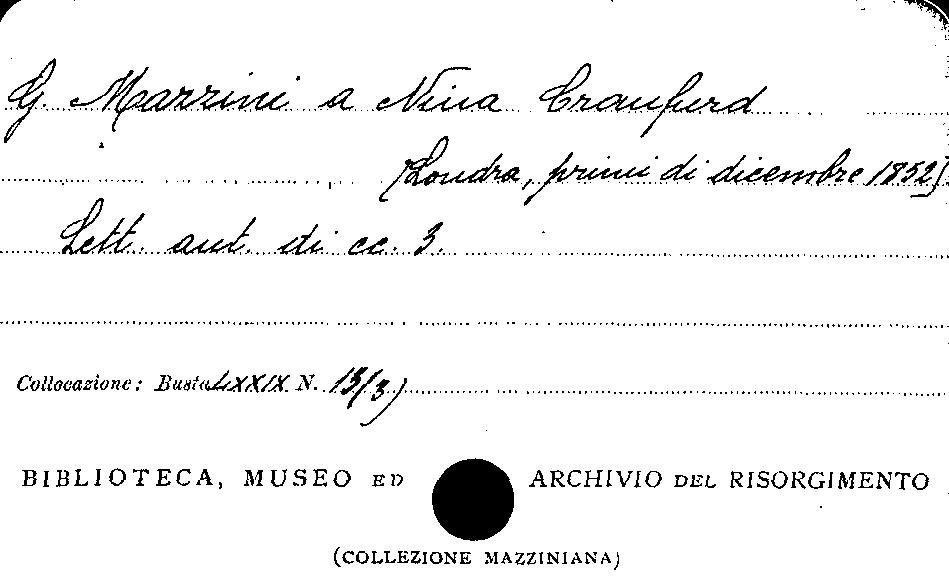 G. Mazzini a Nina Craufurd
[Londra, primi di dicembre 1852]
Lett. aut. di cc. 3.
Collocazione: Busta LXXIX N. 13/3)
BIBLIOTECA, MUSEO ED ARCHIVIO DEL RISORGIMENTO
(COLLEZIONE MAZZINIANA)